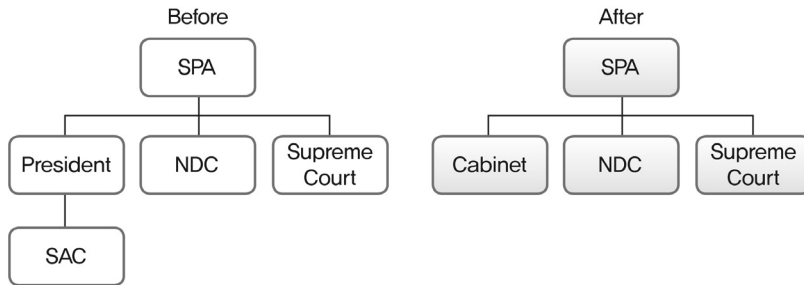 Before
SPA
President
NDC
Supreme
Court
SAC
After
SPA
Cabinet
NDC
Supreme
Court